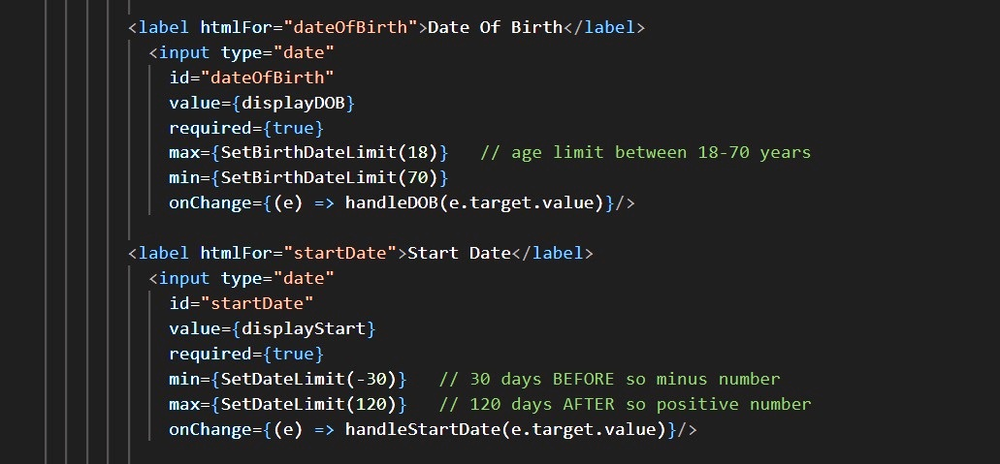 <label htmlFor="dateOfBirth">Date Of Birth</label>
<input type="date"
id="dateOfBirth"
value={displayDOB}
required={true}
max={SetBirthDateLimit(18)} // age limit between 18-70 years
min={SetBirthDateLimit(70)}
onChange={(e) => handleDOB(e.target.value)}/>
<label htmlFor="startDate">Start Date</label>
<input type="date"
id="startDate"
value={displayStart}
required={true}
min={SetDateLimit(-30)} // 30 days BEFORE so minus number
max={SetDateLimit(120)} // 120 days AFTER so positive number
onChange={(e) => handleStartDate(e.target.value)}/>